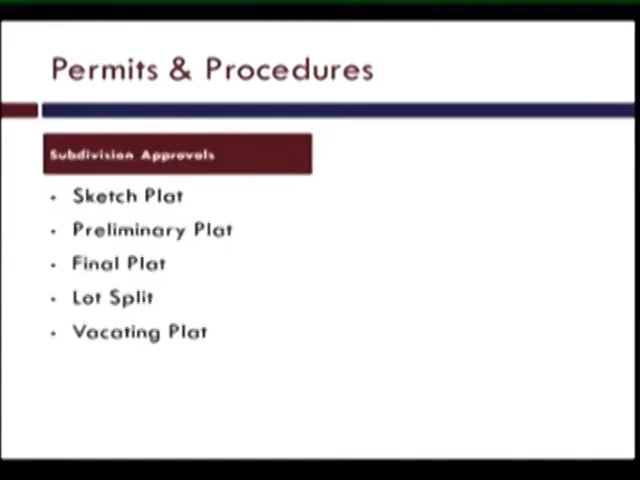 Permits & Procedures
Subdivision Approvals
• Sketch Plat
• Preliminary Plat
• Final Plat
• Lot Split
• Vacating Plat